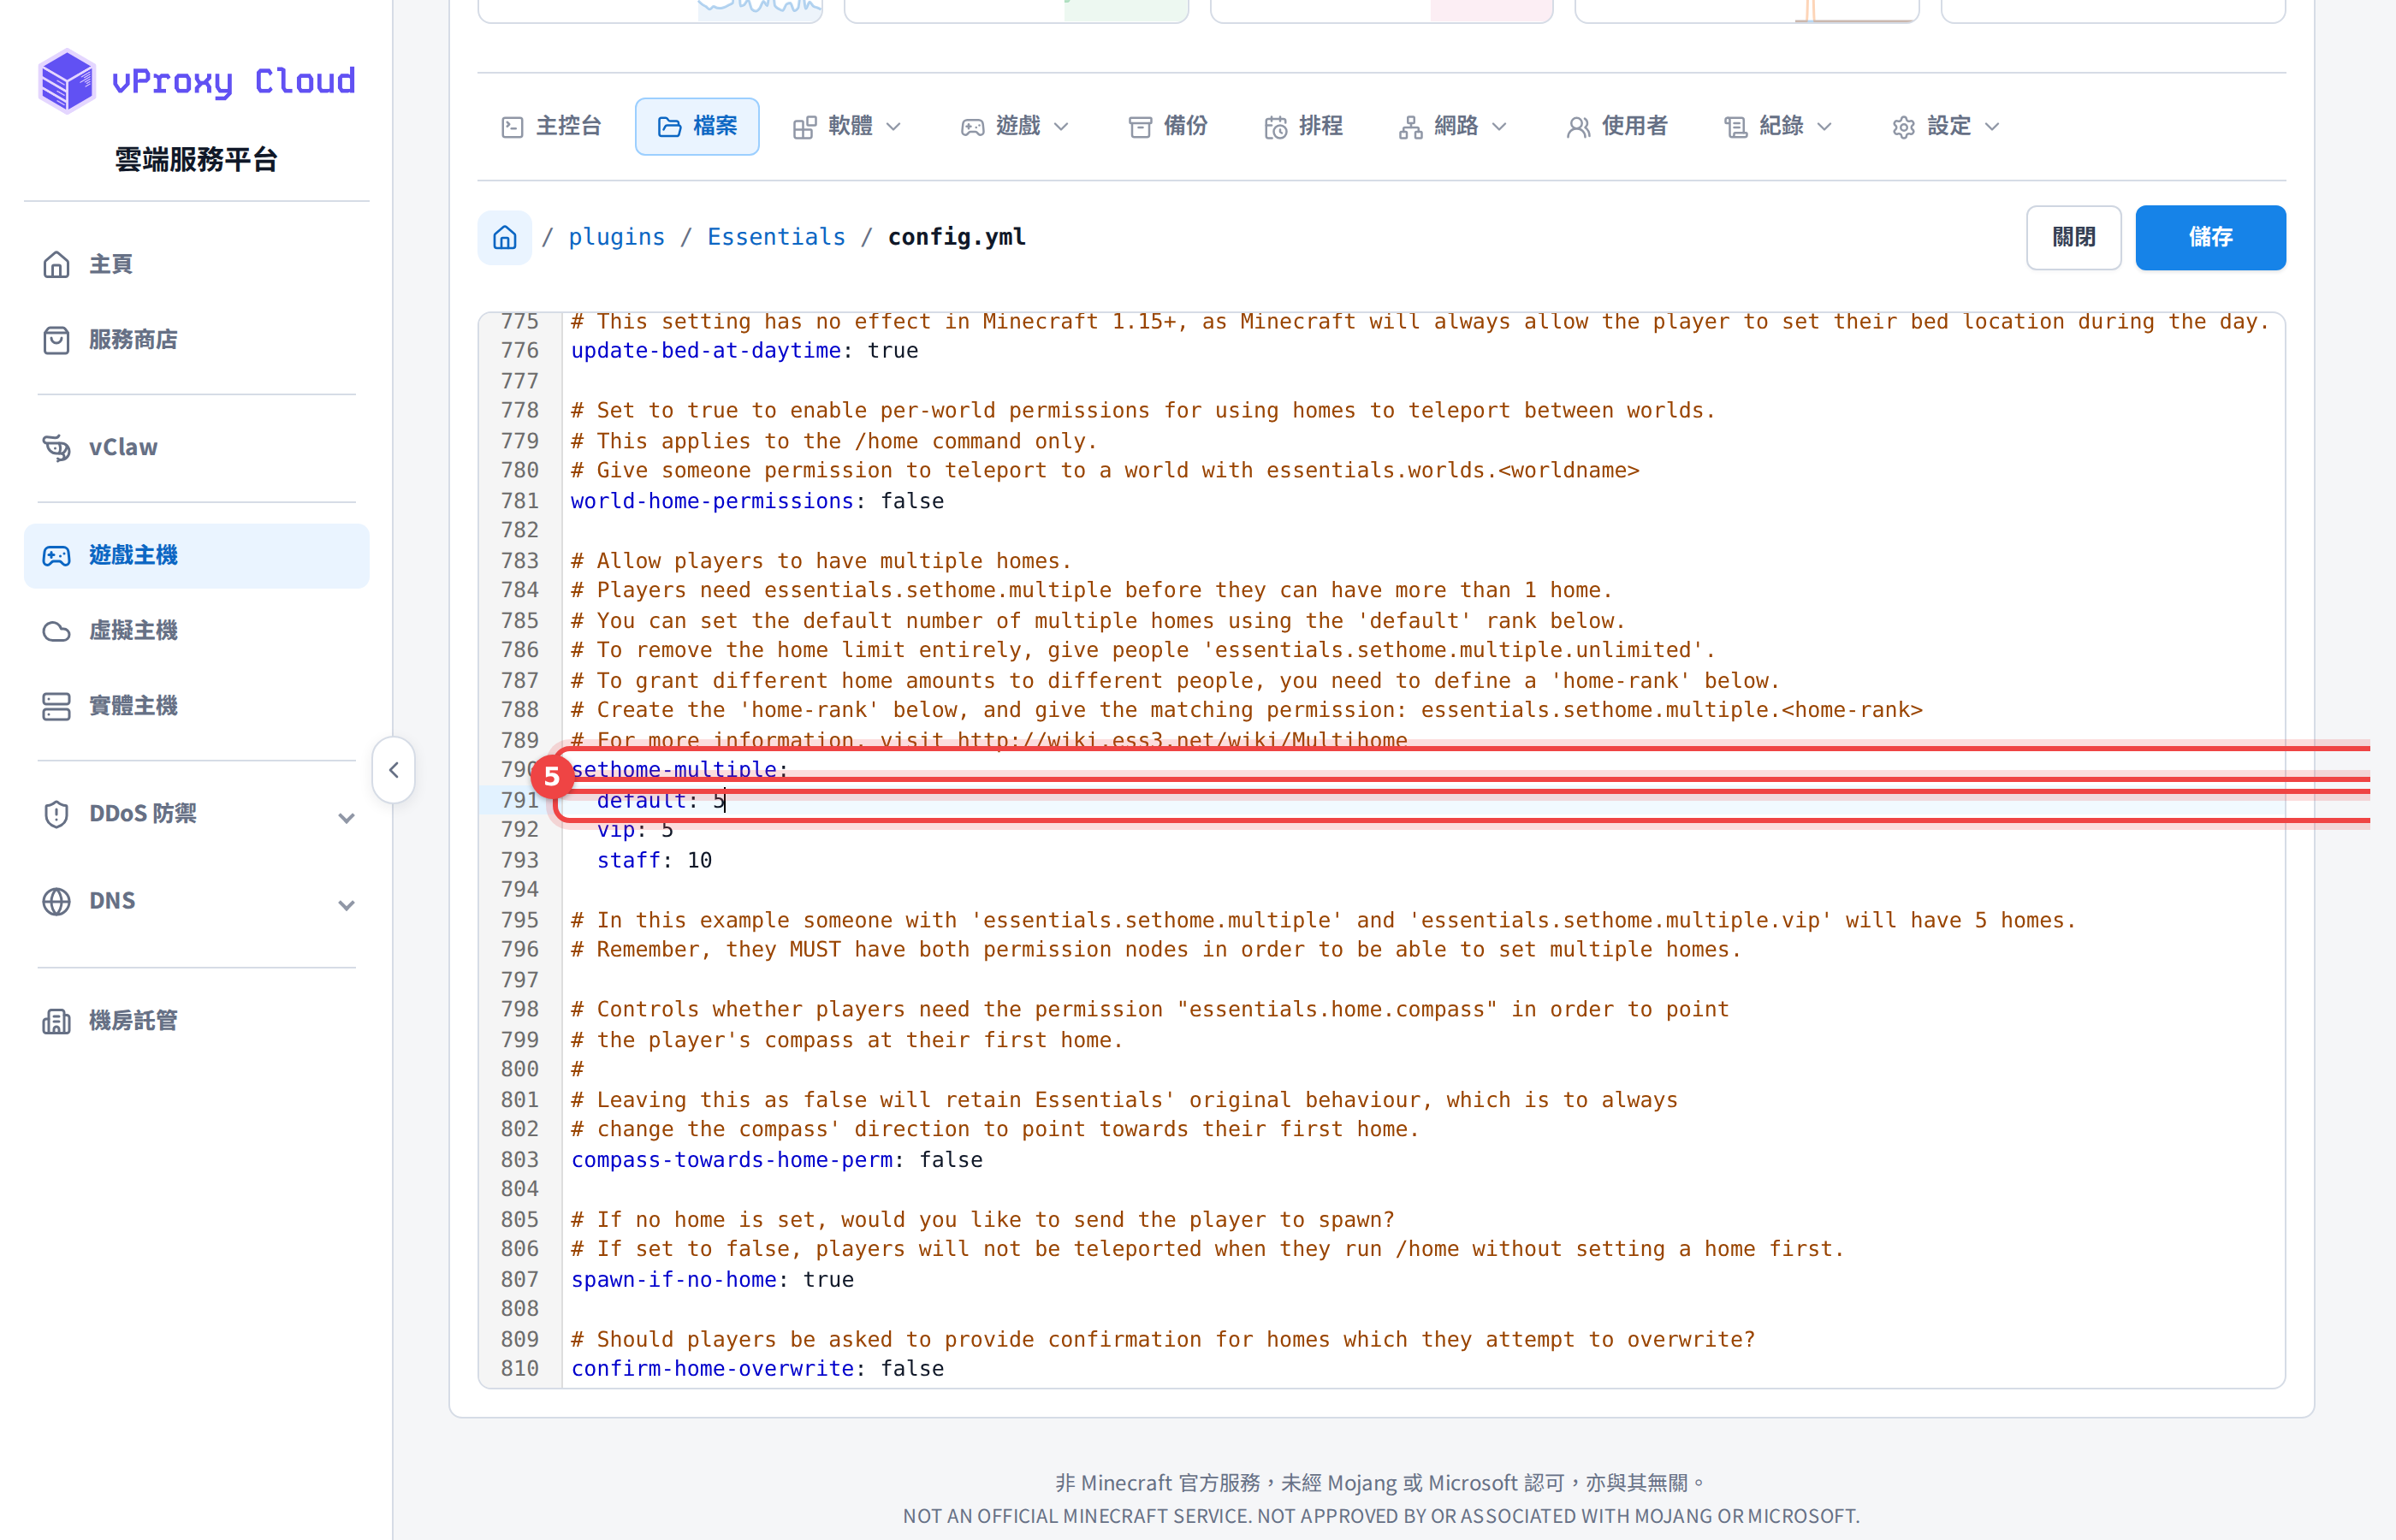 vProxy Cloud
雲端服務平台
主頁
服務商店
vClaw
遊戲主機
虛擬主機
實體主機
DDoS 防禦
DNS
機房託管
主控台 檔案 軟體 遊戲 備份 排程 網路 使用者 紀錄 設定
/ plugins / Essentials / config.yml
關閉 儲存
775 # This setting has no effect in Minecraft 1.15+, as Minecraft will always allow the player to set their bed location during the day.
776 update-bed-at-daytime: true
777
778 # Set to true to enable per-world permissions for using homes to teleport between worlds.
779 # This applies to the /home command only.
780 # Give someone permission to teleport to a world with essentials.worlds.<worldname>
781 world-home-permissions: false
782
783 # Allow players to have multiple homes.
784 # Players need essentials.sethome.multiple before they can have more than 1 home.
785 # You can set the default number of multiple homes using the 'default' rank below.
786 # To remove the home limit entirely, give people 'essentials.sethome.multiple.unlimited'.
787 # To grant different home amounts to different people, you need to define a 'home-rank' below.
788 # Create the 'home-rank' below, and give the matching permission: essentials.sethome.multiple.<home-rank>
789 # For more information, visit http://wiki.ess3.net/wiki/Multihome
790 sethome-multiple:
5
791 default: 5
792 vip: 5
793 staff: 10
794
795 # In this example someone with 'essentials.sethome.multiple' and 'essentials.sethome.multiple.vip' will have 5 homes.
796 # Remember, they MUST have both permission nodes in order to be able to set multiple homes.
797
798 # Controls whether players need the permission "essentials.home.compass" in order to point
799 # the player's compass at their first home.
800 #
801 # Leaving this as false will retain Essentials' original behaviour, which is to always
802 # change the compass' direction to point towards their first home.
803 compass-towards-home-perm: false
804
805 # If no home is set, would you like to send the player to spawn?
806 # If set to false, players will not be teleported when they run /home without setting a home first.
807 spawn-if-no-home: true
808
809 # Should players be asked to provide confirmation for homes which they attempt to overwrite?
810 confirm-home-overwrite: false
非 Minecraft 官方服務，未經 Mojang 或 Microsoft 認可，亦與其無關。
NOT AN OFFICIAL MINECRAFT SERVICE. NOT APPROVED BY OR ASSOCIATED WITH MOJANG OR MICROSOFT.